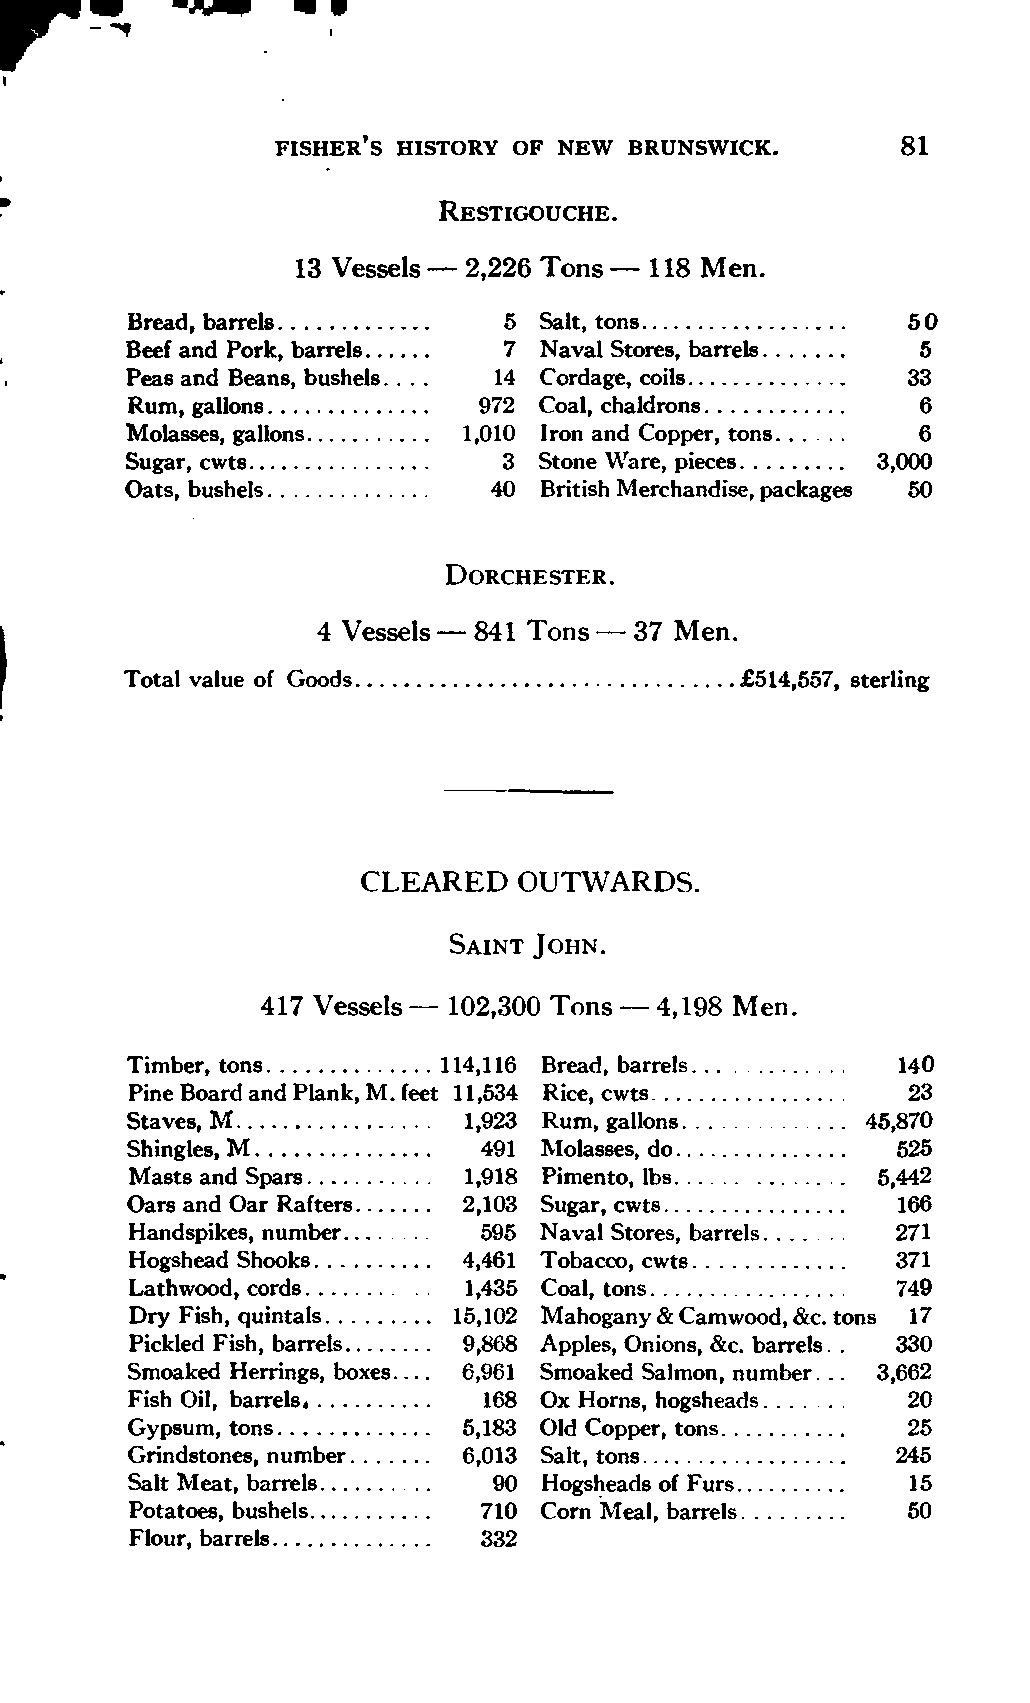 FISHER'S HISTORY OF NEW BRUNSWICK. 81
RESTIGOUCHE.
13 Vessels — 2,226 Tons — 118 Men.
Bread, barrels............. 5
Beef and Pork, barrels...... 7
Peas and Beans, bushels.... 14
Rum, gallons.............. 972
Molasses, gallons........... 1,010
Sugar, cwts................ 3
Oats, bushels.............. 40
Salt, tons.................. 50
Naval Stores, barrels....... 5
Cordage, coils.............. 33
Coal, chaldrons............ 6
Iron and Copper, tons...... 6
Stone Ware, pieces......... 3,000
British Merchandise, packages 50
DORCHESTER.
4 Vessels — 841 Tons — 37 Men.
Total value of Goods................................£514,557, sterling
CLEARED OUTWARDS.
SAINT JOHN.
417 Vessels — 102,300 Tons — 4,198 Men.
Timber, tons.............. 114,116
Pine Board and Plank, M. feet 11,534
Staves, M................. 1,923
Shingles, M............... 491
Masts and Spars........... 1,918
Oars and Oar Rafters....... 2,103
Handspikes, number........ 595
Hogshead Shooks.......... 4,461
Lathwood, cords........... 1,435
Dry Fish, quintals......... 15,102
Pickled Fish, barrels........ 9,868
Smoaked Herrings, boxes.... 6,961
Fish Oil, barrels........... 168
Gypsum, tons............. 5,183
Grindstones, number....... 6,013
Salt Meat, barrels.......... 90
Potatoes, bushels........... 710
Flour, barrels.............. 332
Bread, barrels............. 140
Rice, cwts................. 23
Rum, gallons.............. 45,870
Molasses, do............... 525
Pimento, lbs............... 5,442
Sugar, cwts................ 166
Naval Stores, barrels....... 271
Tobacco, cwts............. 371
Coal, tons................. 749
Mahogany & Camwood, &c. tons 17
Apples, Onions, &c. barrels.. 330
Smoaked Salmon, number... 3,662
Ox Horns, hogsheads....... 20
Old Copper, tons........... 25
Salt, tons.................. 245
Hogsheads of Furs.......... 15
Corn Meal, barrels......... 50